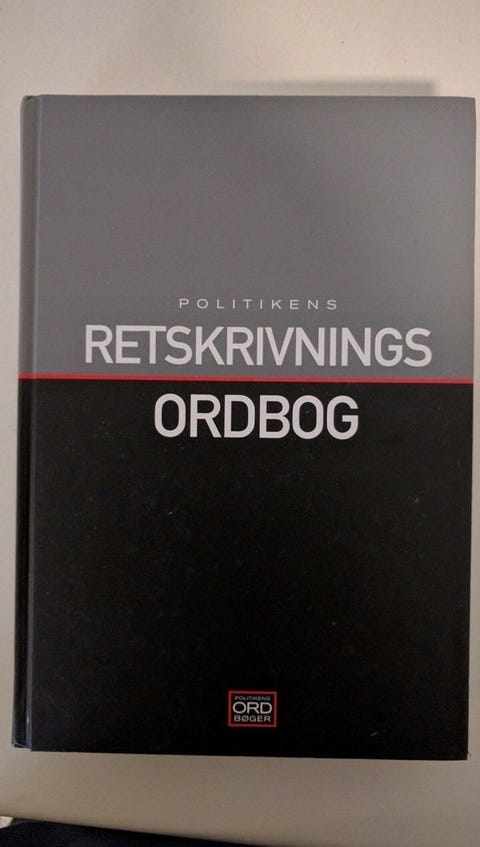 POLITIKENS
RETSKRIVNINGS
ORDBOG
POLITIKENS
ORD
BØGER